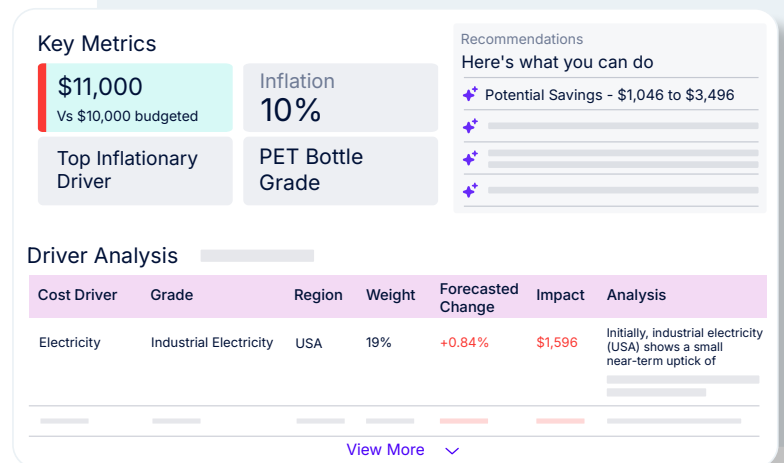 Key Metrics
$11,000
Vs $10,000 budgeted
Inflation
10%
Top Inflationary
Driver
PET Bottle
Grade
Recommendations
Here's what you can do
Potential Savings - $1,046 to $3,496
Driver Analysis
Cost Driver
Grade
Region
Weight
Forecasted
Change
Impact
Analysis
Electricity
Industrial Electricity
USA
19%
+0.84%
$1,596
Initially, industrial electricity
(USA) shows a small
near-term uptick of
View More